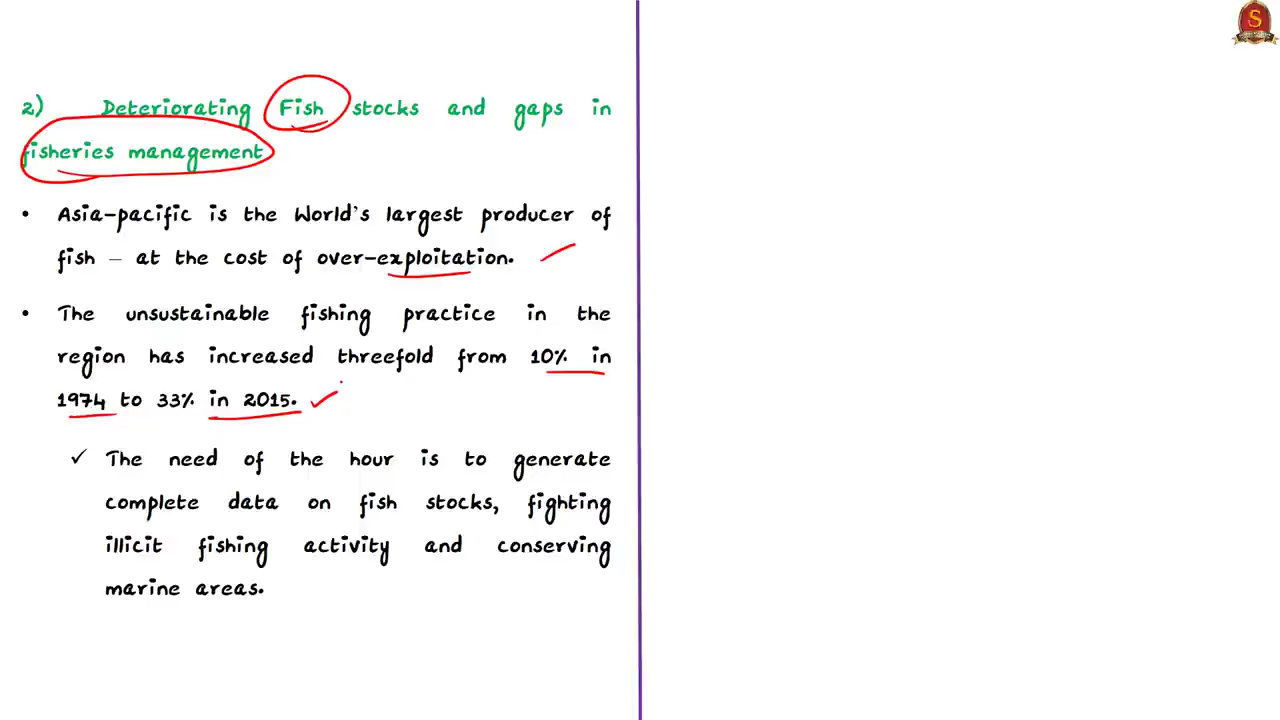 2) Deteriorating Fish stocks and gaps in
fisheries management
• Asia-pacific is the World's largest producer of
fish – at the cost of over-exploitation.
• The unsustainable fishing practice in the
region has increased threefold from 10% in
1974 to 33% in 2015.
✓ The need of the hour is to generate
complete data on fish stocks, fighting
illicit fishing activity and conserving
marine areas.
S